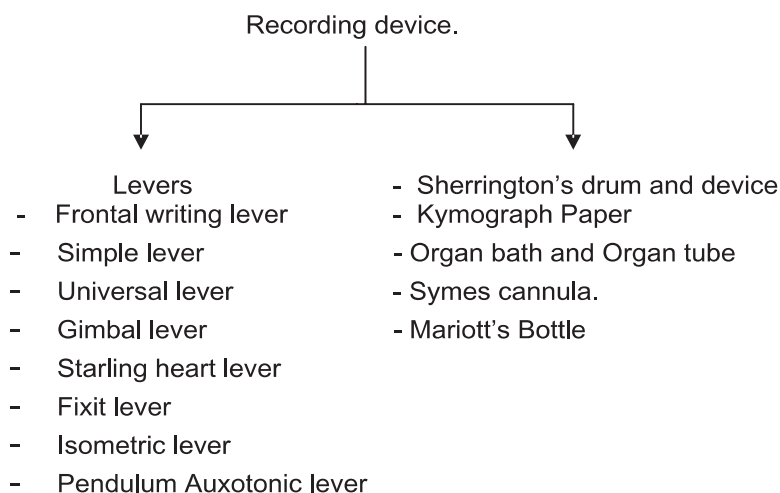 Recording device.
Levers
- Frontal writing lever
- Simple lever
- Universal lever
- Gimbal lever
- Starling heart lever
- Fixit lever
- Isometric lever
- Pendulum Auxotonic lever
- Sherrington’s drum and device
- Kymograph Paper
- Organ bath and Organ tube
- Symes cannula.
- Mariott’s Bottle